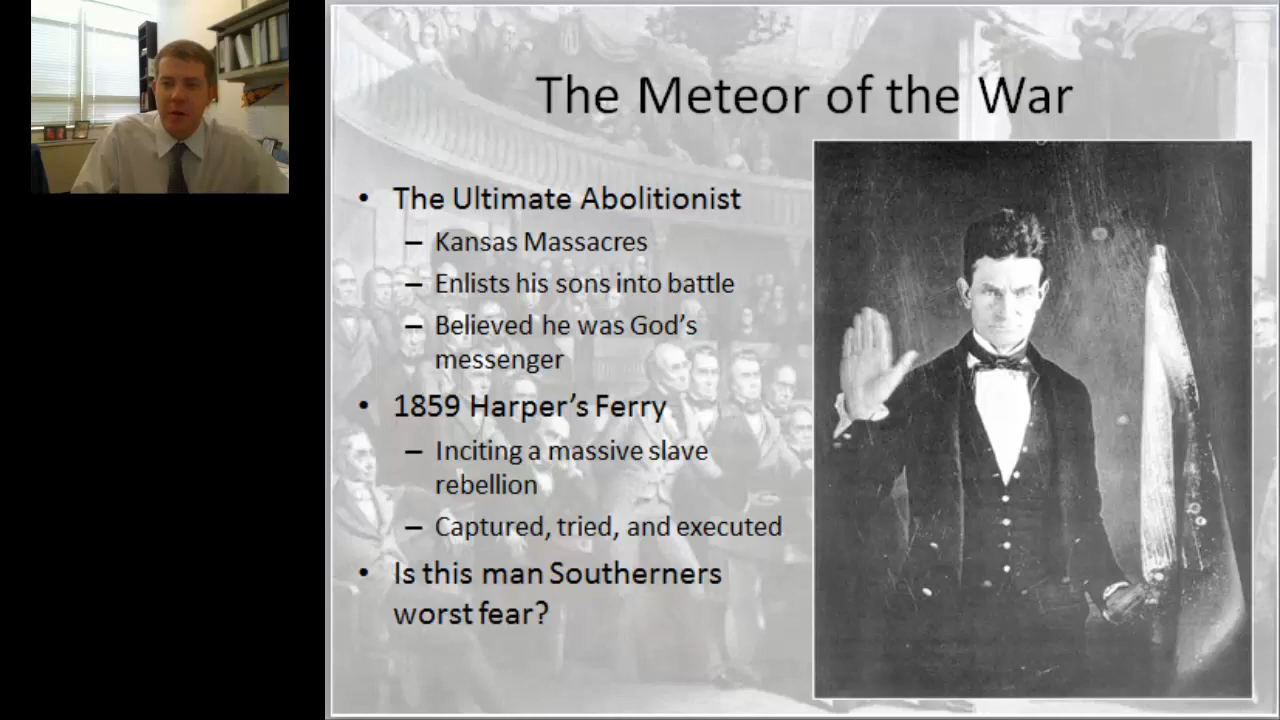 The Meteor of the War
• The Ultimate Abolitionist
– Kansas Massacres
– Enlists his sons into battle
– Believed he was God's
messenger
• 1859 Harper's Ferry
– Inciting a massive slave
rebellion
– Captured, tried, and executed
• Is this man Southerners
worst fear?